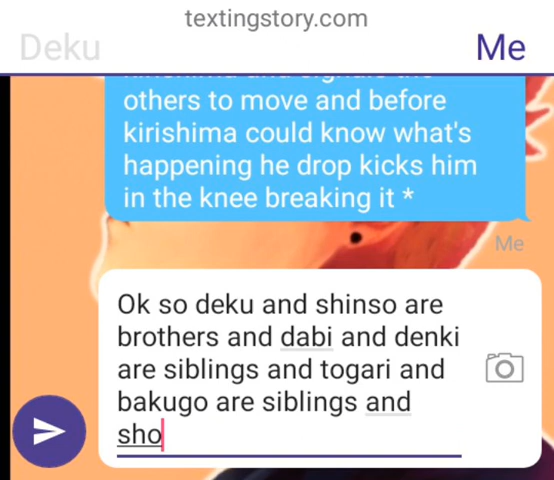 textingstory.com
Deku
Me
others to move and before
kirishima could know what's
happening he drop kicks him
in the knee breaking it *
Me
Ok so deku and shinso are
brothers and dabi and denki
are siblings and togari and
bakugo are siblings and
sho